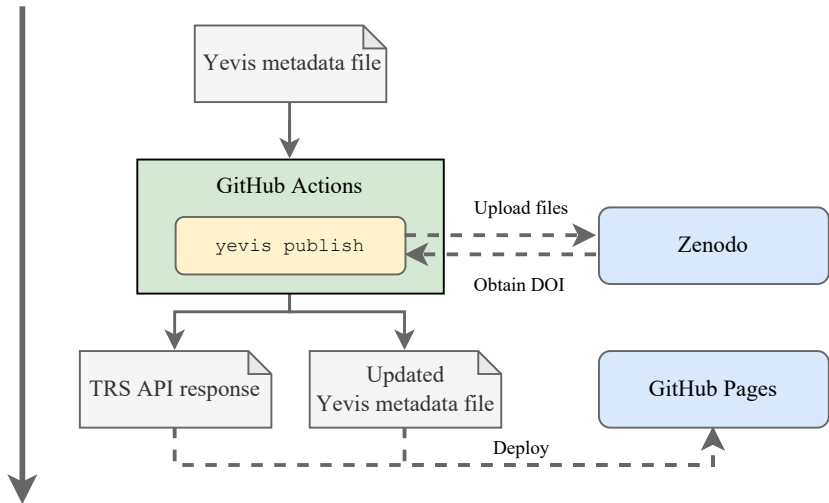 Yevis metadata file
GitHub Actions
Upload files
yevis publish
Zenodo
Obtain DOI
TRS API response
Updated
Yevis metadata file
GitHub Pages
Deploy